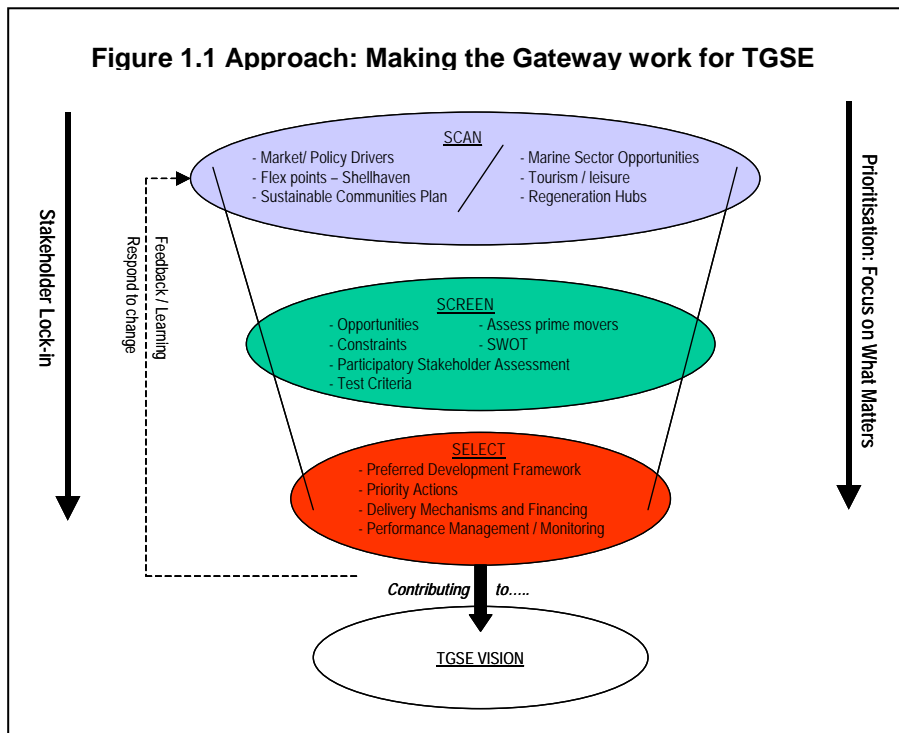 Figure 1.1 Approach: Making the Gateway work for TGSE
SCAN
- Market/ Policy Drivers
- Flex points – Shellhaven
- Sustainable Communities Plan
- Marine Sector Opportunities
- Tourism / leisure
- Regeneration Hubs
Stakeholder Lock-in
Feedback / Learning
Respond to change
Prioritisation: Focus on What Matters
SCREEN
- Opportunities
- Assess prime movers
- Constraints
- SWOT
- Participatory Stakeholder Assessment
- Test Criteria
SELECT
- Preferred Development Framework
- Priority Actions
- Delivery Mechanisms and Financing
- Performance Management / Monitoring
Contributing to…..
TGSE VISION